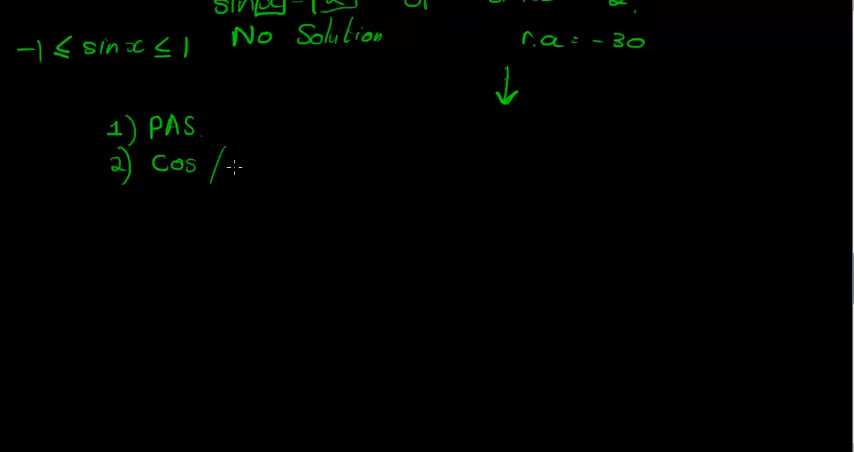 No Solution
-1 ≤ sin x ≤ 1
r.a = -30
↓
1) PAS.
2) Cos /